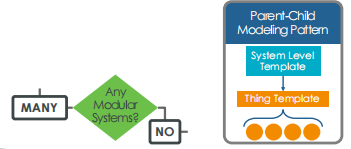 MANY
Any
Modular
Systems?
NO
Parent-Child
Modeling Pattern
System Level
Template
Thing Template